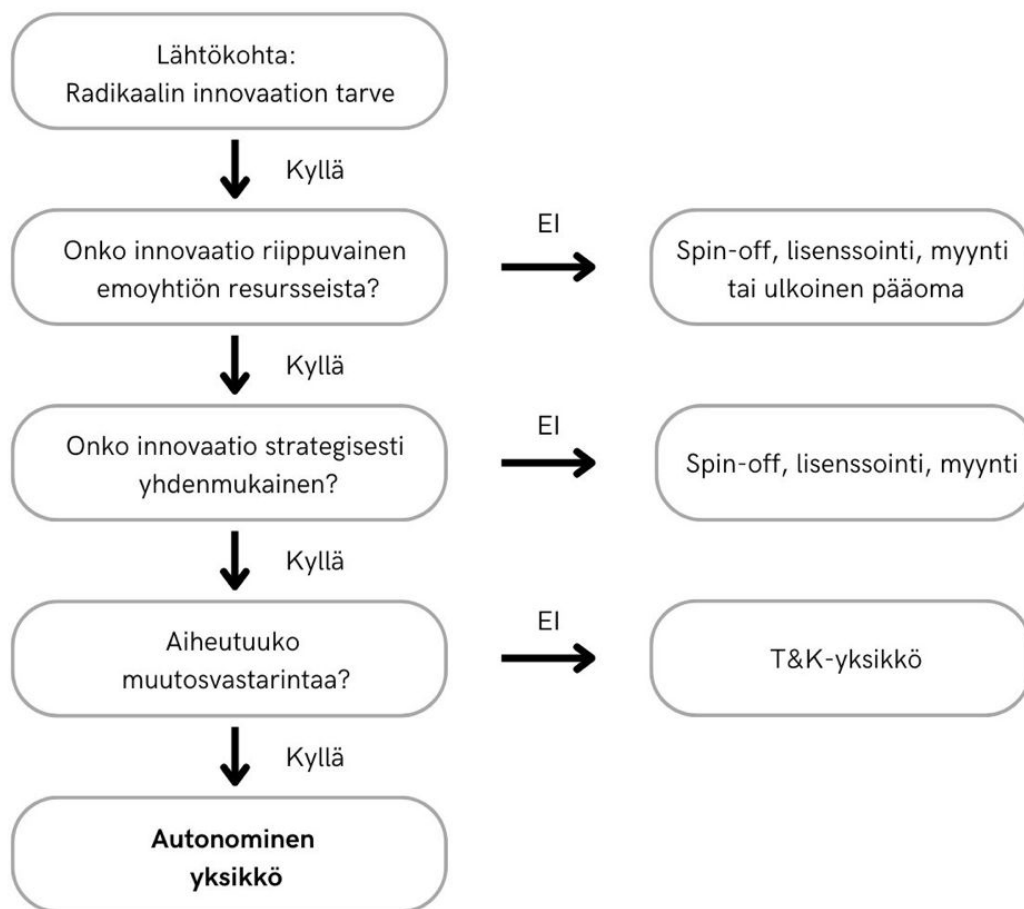 Lähtökohta:
Radikaalin innovaation tarve
Kyllä
Onko innovaatio riippuvainen
emoyhtiön resursseista?
EI
Spin-off, lisenssointi, myynti
tai ulkoinen pääoma
Kyllä
Onko innovaatio strategisesti
yhdenmukainen?
EI
Spin-off, lisenssointi, myynti
Kyllä
Aiheutuuko
muutosvastarintaa?
EI
T&K-yksikkö
Kyllä
Autonominen
yksikkö